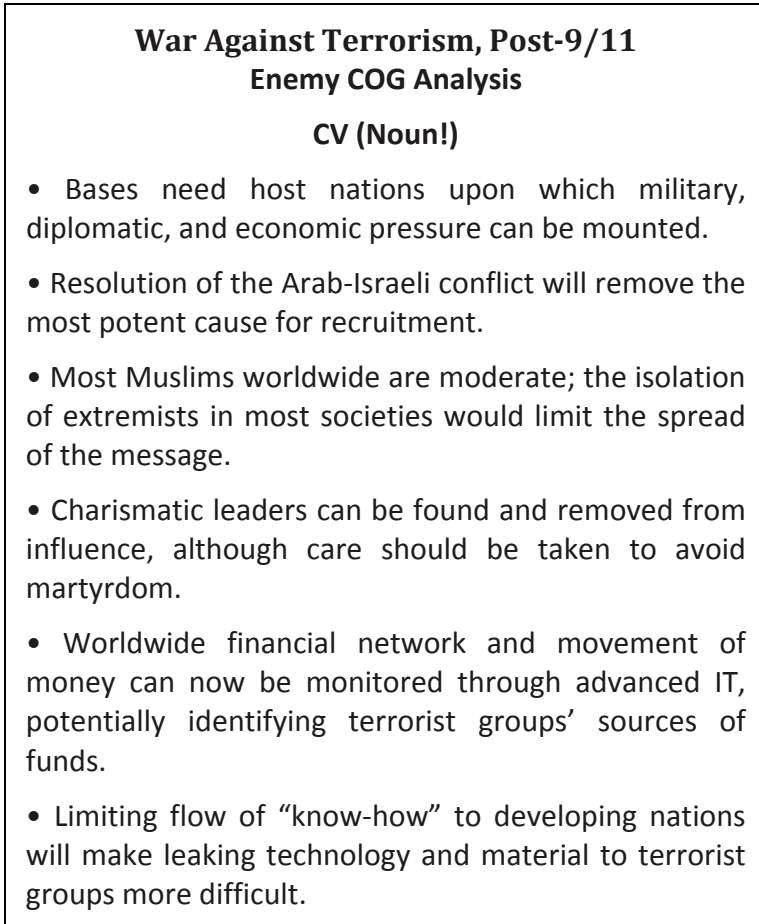 War Against Terrorism, Post-9/11
Enemy COG Analysis
CV (Noun!)
• Bases need host nations upon which military,
diplomatic, and economic pressure can be mounted.
• Resolution of the Arab-Israeli conflict will remove the
most potent cause for recruitment.
• Most Muslims worldwide are moderate; the isolation
of extremists in most societies would limit the spread
of the message.
• Charismatic leaders can be found and removed from
influence, although care should be taken to avoid
martyrdom.
• Worldwide financial network and movement of
money can now be monitored through advanced IT,
potentially identifying terrorist groups’ sources of
funds.
• Limiting flow of “know-how” to developing nations
will make leaking technology and material to terrorist
groups more difficult.